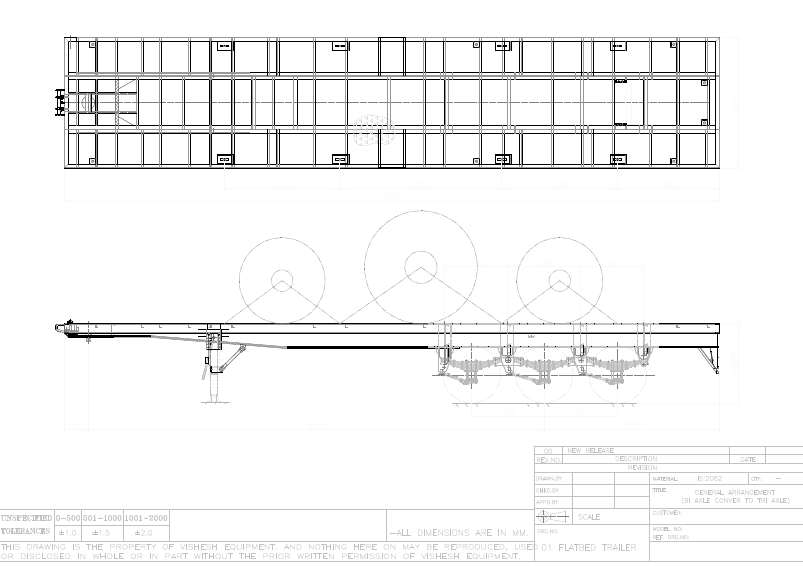 00 NEW RELEASE
REV.NO. DESCRIPTION DATE
REVISION
DRAWN BY
CHKD.BY
APPD.BY
MATERIAL: IS:2062 QTY: --
TITLE: GENERAL ARRANGEMENT
(BI AXLE CONVER TO TRI AXLE)
SCALE
CUSTOMER:
DRG.NO:
MODEL NO:
REF. DRG.NO:
01 FLATBED TRAILER
UNSPECIFIED 0-500 501-1000 1001-2000
TOLERANCES ±1.0 ±1.5 ±2.0
-ALL DIMENSIONS ARE IN MM.
THIS DRAWING IS THE PROPERTY OF VISHESH EQUIPMENT. AND NOTHING HERE ON MAY BE REPRODUCED, USED
OR DISCLOSED IN WHOLE OR IN PART WITHOUT THE PRIOR WRITTEN PERMISSION OF VISHESH EQUIPMENT.